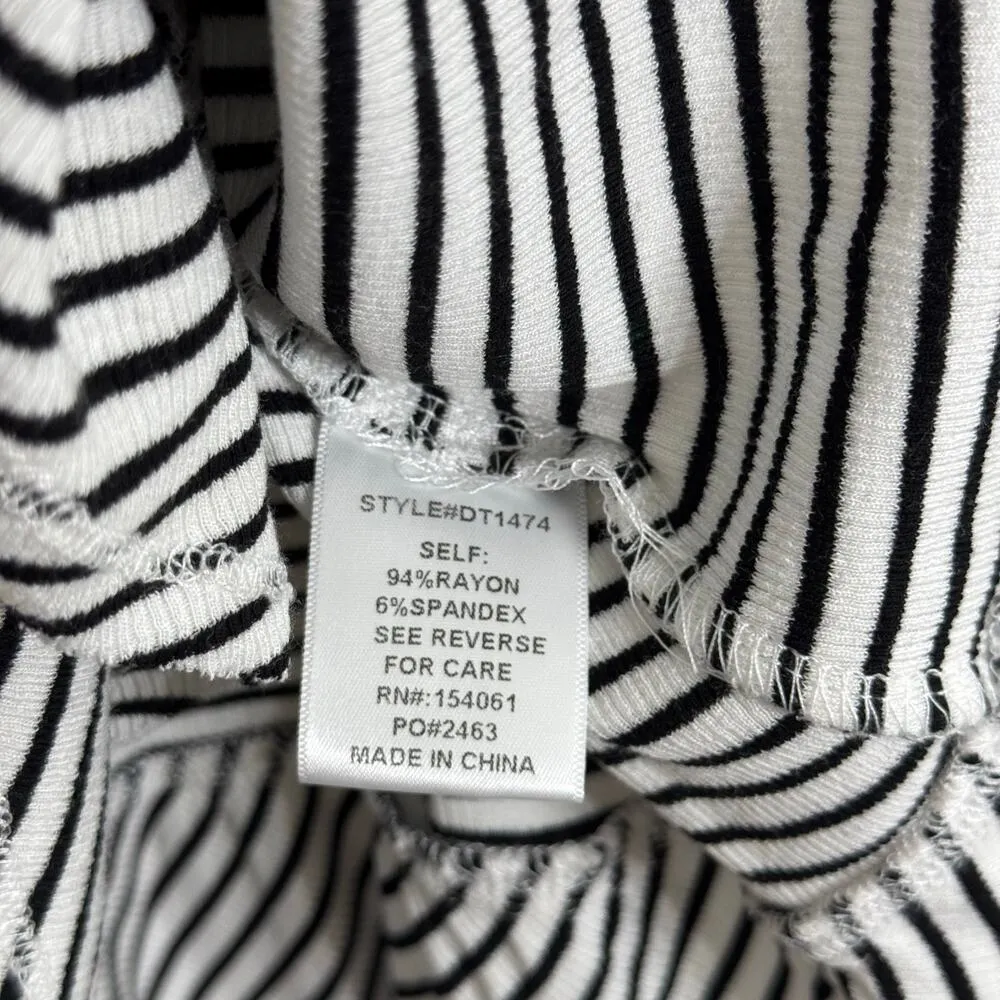 STYLE#DT1474
SELF:
94%RAYON
6%SPANDEX
SEE REVERSE
FOR CARE
RN#:154061
PO#2463
MADE IN CHINA